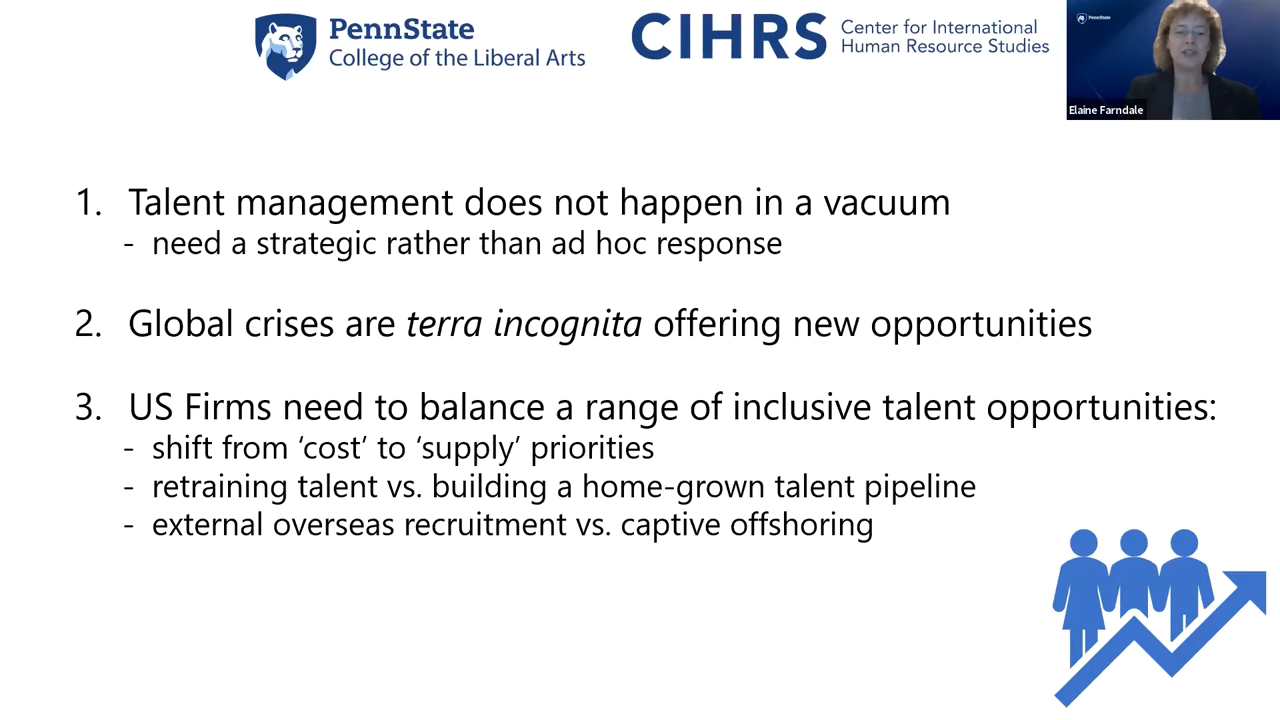 PennState
College of the Liberal Arts
CIHRS
Center for International
Human Resource Studies
PennState
Elaine Farndale
1. Talent management does not happen in a vacuum
- need a strategic rather than ad hoc response
2. Global crises are terra incognita offering new opportunities
3. US Firms need to balance a range of inclusive talent opportunities:
- shift from ‘cost’ to ‘supply’ priorities
- retraining talent vs. building a home-grown talent pipeline
- external overseas recruitment vs. captive offshoring